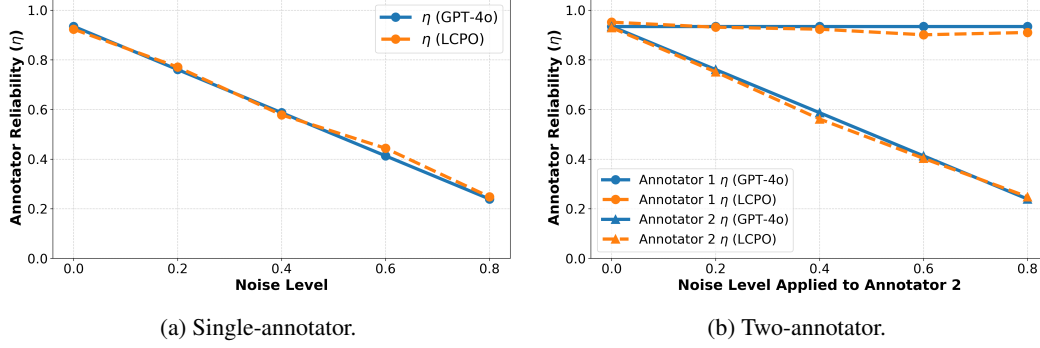 1.0
0.8
0.6
0.4
0.2
0.0
Annotator Reliability (η)
η (GPT-4o)
η (LCPO)
0.0 0.2 0.4 0.6 0.8
Noise Level
(a) Single-annotator.
1.0
0.8
0.6
0.4
0.2
0.0
Annotator Reliability (η)
Annotator 1 η (GPT-4o)
Annotator 1 η (LCPO)
Annotator 2 η (GPT-4o)
Annotator 2 η (LCPO)
0.0 0.2 0.4 0.6 0.8
Noise Level Applied to Annotator 2
(b) Two-annotator.